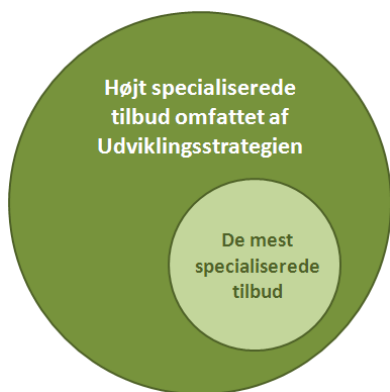 Højt specialiserede
tilbud omfattet af
Udviklingsstrategien
De mest
specialiserede
tilbud